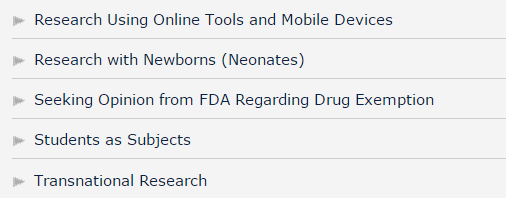 Research Using Online Tools and Mobile Devices
Research with Newborns (Neonates)
Seeking Opinion from FDA Regarding Drug Exemption
Students as Subjects
Transnational Research